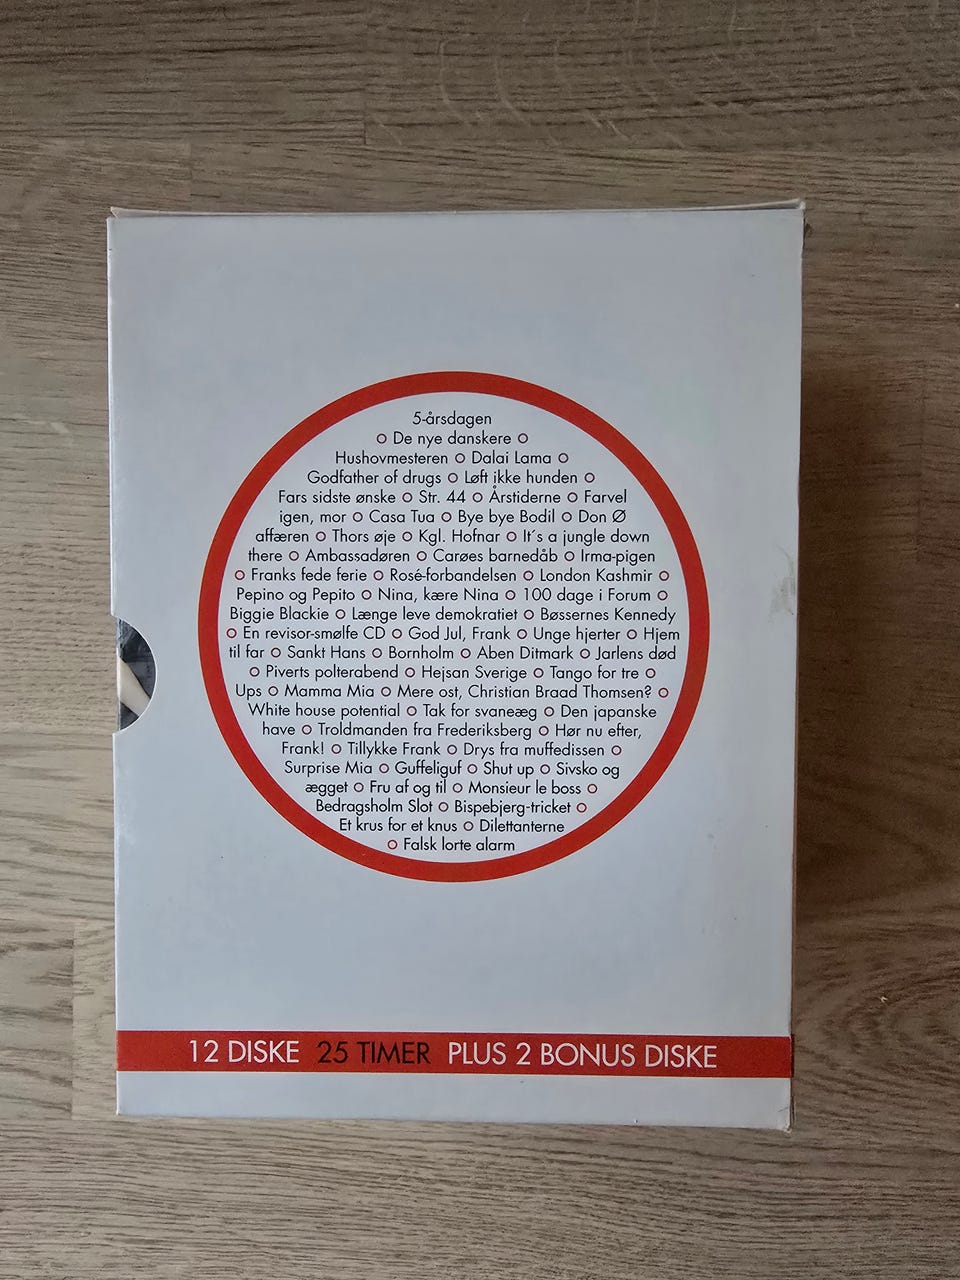 5-årsdagen
○ De nye danskere ○
Hushovmesteren ○ Dalai Lama ○
Godfather of drugs ○ Løft ikke hunden ○
Fars sidste ønske ○ Str. 44 ○ Årstiderne ○ Farvel
igen, mor ○ Casa Tua ○ Bye bye Bodil ○ Don Ø
affæren ○ Thors øje ○ Kgl. Hofnar ○ It´s a jungle down
there ○ Ambassadøren ○ Carøes barnedåb ○ Irma-pigen
○ Franks fede ferie ○ Rosé-forbandelsen ○ London Kashmir ○
Pepino og Pepito ○ Nina, kære Nina ○ 100 dage i Forum ○
Biggie Blackie ○ Længe leve demokratiet ○ Bøssernes Kennedy
○ En revisor-smølfe CD ○ God Jul, Frank ○ Unge hjerter ○ Hjem
til far ○ Sankt Hans ○ Bornholm ○ Aben Ditmark ○ Jarlens død
○ Piverts polterabend ○ Hejsan Sverige ○ Tango for tre ○
Ups ○ Mamma Mia ○ Mere ost, Christian Braad Thomsen? ○
White house potential ○ Tak for svaneæg ○ Den japanske
have ○ Troldmanden fra Frederiksberg ○ Hør nu efter,
Frank! ○ Tillykke Frank ○ Drys fra muffedissen ○
Surprise Mia ○ Guffeliguf ○ Shut up ○ Sivsko og
ægget ○ Fru af og til ○ Monsieur le boss ○
Bedragsholm Slot ○ Bispebjerg-tricket ○
Et krus for et knus ○ Dilettanterne
○ Falsk lorte alarm
12 DISKE 25 TIMER PLUS 2 BONUS DISKE